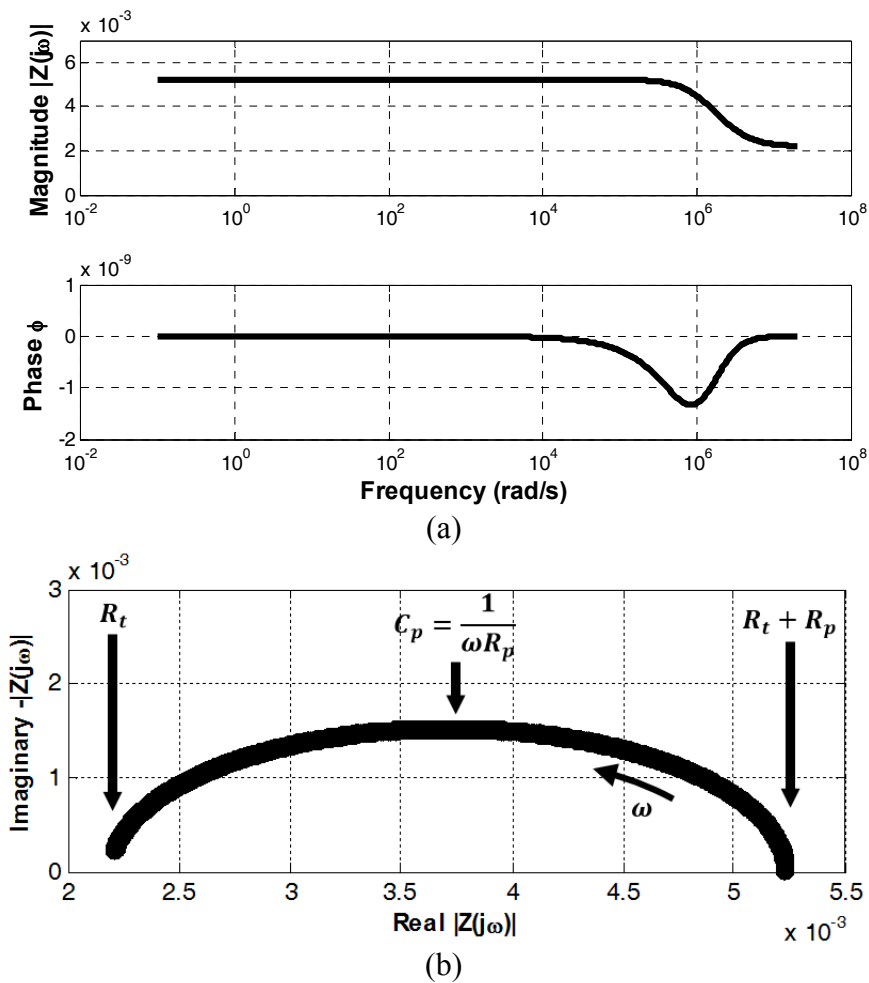 x 10^-3
Magnitude |Z(jω)|
6
4
2
0
10^-2 10^0 10^2 10^4 10^6 10^8
x 10^-9
Phase ϕ
1
0
-1
-2
10^-2 10^0 10^2 10^4 10^6 10^8
Frequency (rad/s)
(a)
x 10^-3
Imaginary -|Z(jω)|
3
2
1
0
R_t
C_p = 1/(ωR_p)
R_t + R_p
ω
2 2.5 3 3.5 4 4.5 5 5.5
Real |Z(jω)|
x 10^-3
(b)